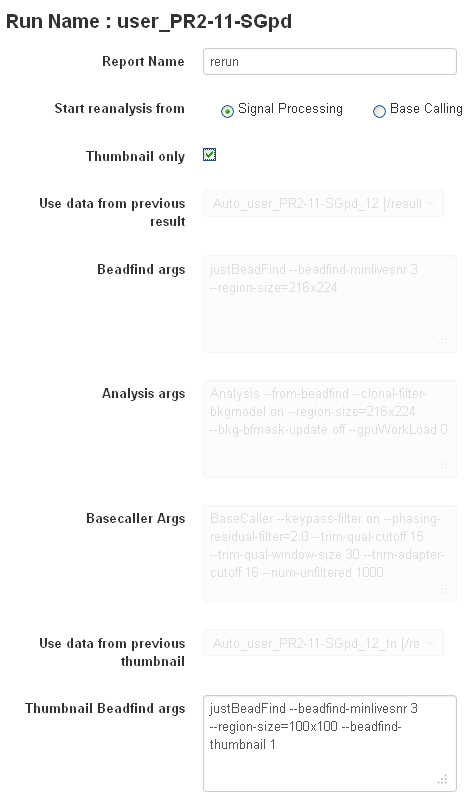 Run Name : user_PR2-11-SGpd
Report Name rerun
Start reanalysis from Signal Processing Base Calling
Thumbnail only
Use data from previous
result
Auto_user_PR2-11-SGpd_12 [/result
Beadfind args
justBeadFind --beadfind-minlivesnr 3
--region-size=216x224
Analysis args
Analysis --from-beadfind --clonal-filter-
bkgmodel on --region-size=216x224
--bkg-bfmask-update off --gpuWorkLoad 0
Basecaller Args
BaseCaller --keypass-filter on --phasing-
residual-filter=2.0 --trim-qual-cutoff 15
--trim-qual-window-size 30 --trim-adapter-
cutoff 16 --num-unfiltered 1000
Use data from previous
thumbnail
Auto_user_PR2-11-SGpd_12_tn [/re
Thumbnail Beadfind args
justBeadFind --beadfind-minlivesnr 3
--region-size=100x100 --beadfind-
thumbnail 1